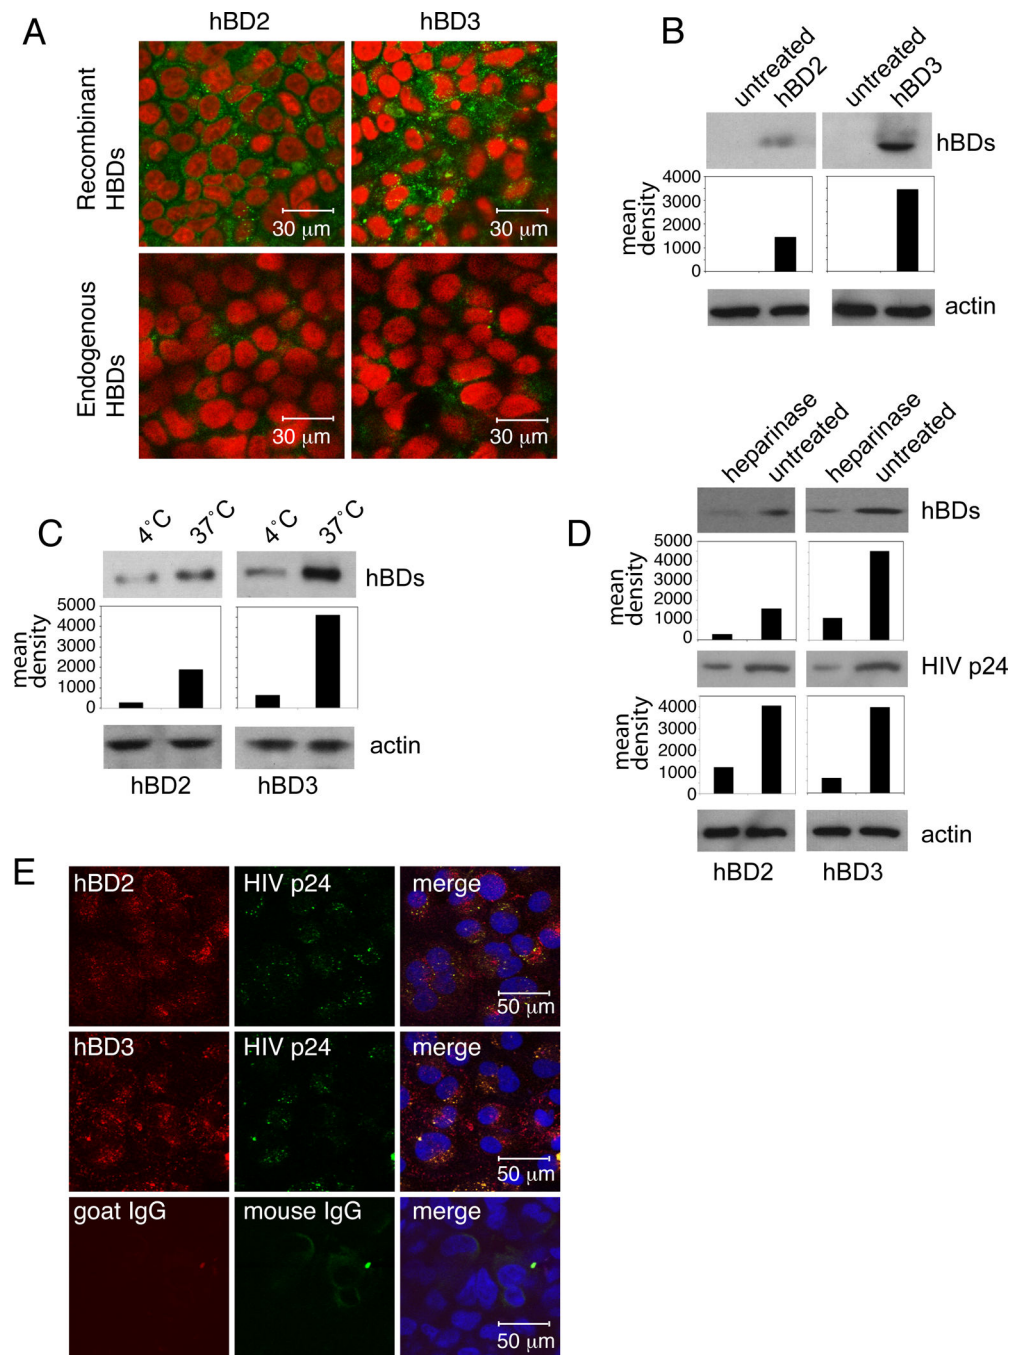 A
hBD2
hBD3
Recombinant
HBDs
30 μm
30 μm
Endogenous
HBDs
30 μm
30 μm
B
untreated
hBD2
untreated
hBD3
hBDs
mean
density
4000
3000
2000
1000
0
actin
C
4˚C
37˚C
4˚C
37˚C
hBDs
mean
density
5000
4000
3000
2000
1000
0
actin
hBD2
hBD3
D
heparinase
untreated
heparinase
untreated
hBDs
mean
density
5000
4000
3000
2000
1000
0
HIV p24
mean
density
4000
3000
2000
1000
0
actin
hBD2
hBD3
E
hBD2
HIV p24
merge
50 μm
hBD3
HIV p24
merge
50 μm
goat IgG
mouse IgG
merge
50 μm